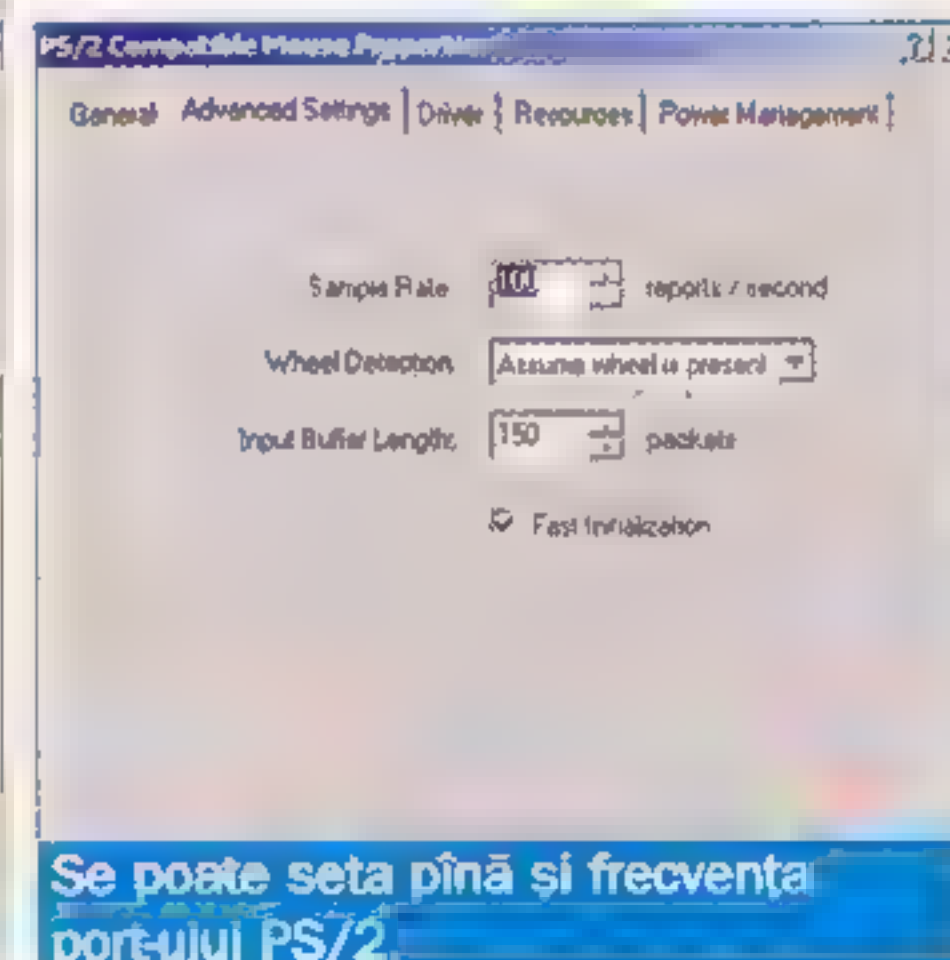 PS/2 Compatible Mouse Properties
General Advanced Settings Driver Resources Power Management
Sample Rate reports / second
Wheel Detection Assume wheel is present
Input Buffer Length: 150 packets
Fast Initialization
Se poate seta pînă și frecvența
port-ului PS/2.